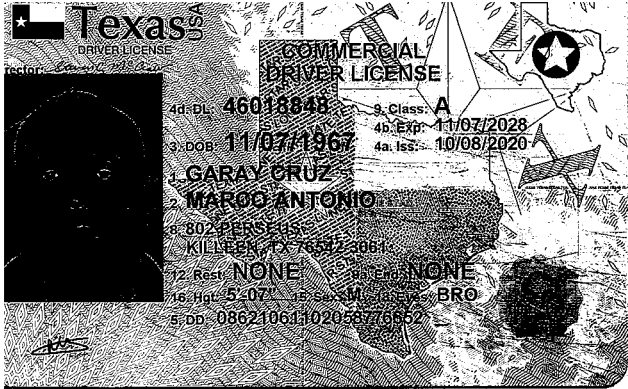 Texas USA
DRIVER LICENSE
COMMERCIAL
DRIVER LICENSE
4d. DL: 46018848 9. Class: A
4b. Exp: 11/07/2028
3. DOB: 11/07/1967 4a. Iss: 10/08/2020
1. GARAY CRUZ
2. MARCO ANTONIO
8. 802 PERSEUS
KILLEEN, TX 76542-3061
12. Rest: NONE 9a. End: NONE
16. Hgt: 5'-07" 15. Sex: M 18. Eyes: BRO
5. DD: 08621061102058776652